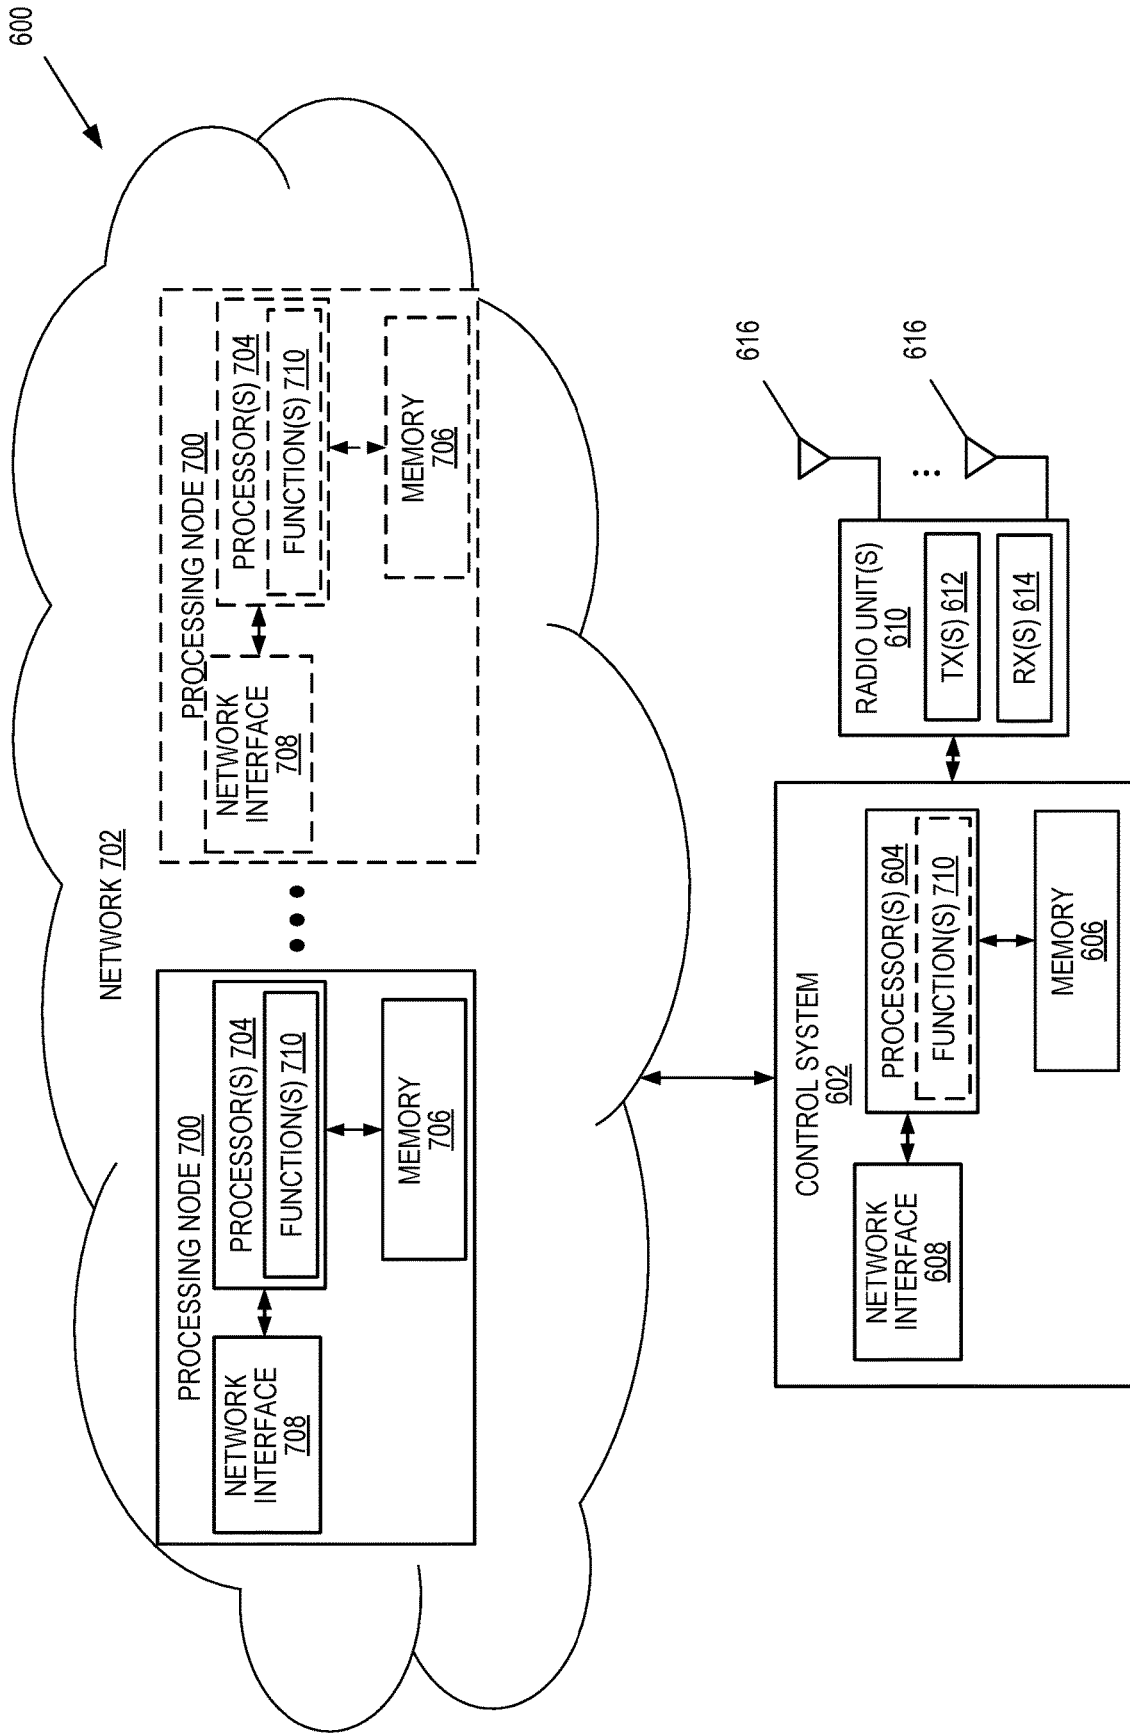 600
NETWORK 702
PROCESSING NODE 700
NETWORK
INTERFACE
708
PROCESSOR(S) 704
FUNCTION(S) 710
MEMORY
706
PROCESSING NODE 700
NETWORK
INTERFACE
708
PROCESSOR(S) 704
FUNCTION(S) 710
MEMORY
706
CONTROL SYSTEM
602
NETWORK
INTERFACE
608
PROCESSOR(S) 604
FUNCTION(S) 710
MEMORY
606
RADIO UNIT(S)
610
TX(S) 612
RX(S) 614
616
616